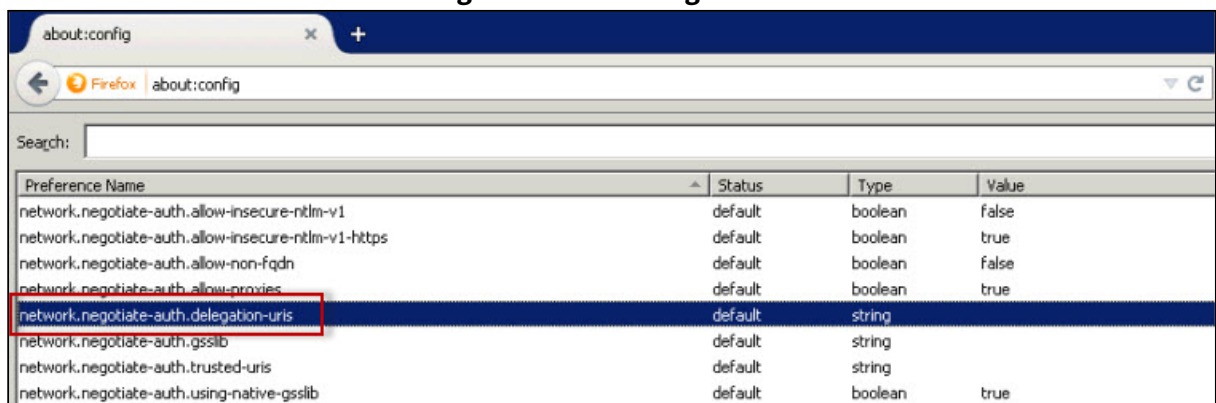 about:config × +
Firefox about:config
Search:
Preference Name Status Type Value
network.negotiate-auth.allow-insecure-ntlm-v1 default boolean false
network.negotiate-auth.allow-insecure-ntlm-v1-https default boolean true
network.negotiate-auth.allow-non-fqdn default boolean false
network.negotiate-auth.allow-proxies default boolean true
network.negotiate-auth.delegation-uris default string
network.negotiate-auth.gsslib default string
network.negotiate-auth.trusted-uris default string
network.negotiate-auth.using-native-gsslib default boolean true